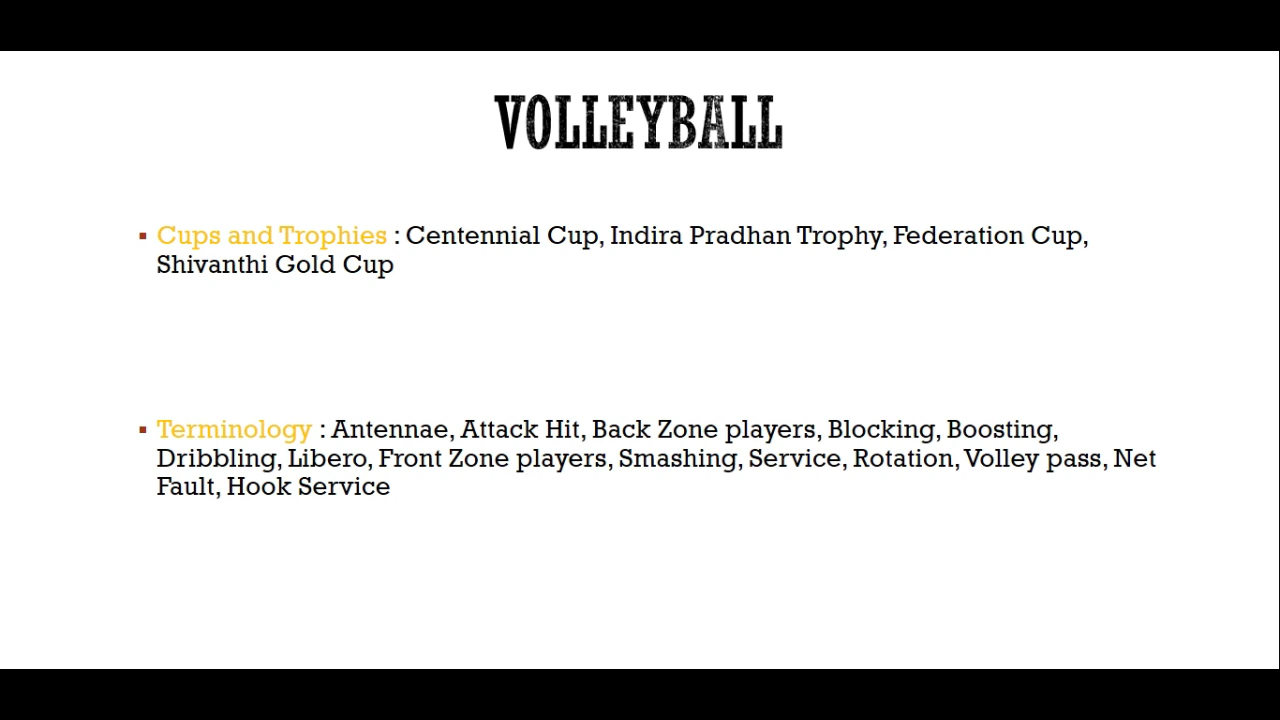 VOLLEYBALL
▪ Cups and Trophies : Centennial Cup, Indira Pradhan Trophy, Federation Cup,
Shivanthi Gold Cup
▪ Terminology : Antennae, Attack Hit, Back Zone players, Blocking, Boosting,
Dribbling, Libero, Front Zone players, Smashing, Service, Rotation, Volley pass, Net
Fault, Hook Service